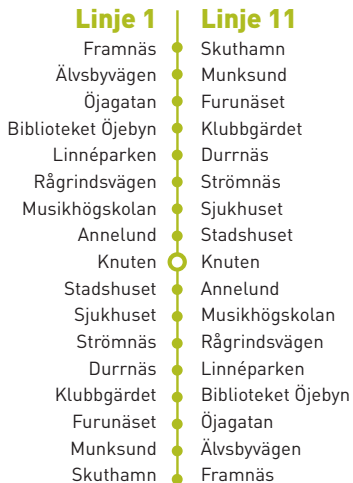 Linje 1 Linje 11
Framnäs Skuthamn
Älvsbyvägen Munksund
Öjagatan Furunäset
Biblioteket Öjebyn Klubbgärdet
Linnéparken Durrnäs
Rågrindsvägen Strömnäs
Musikhögskolan Sjukhuset
Annelund Stadshuset
Knuten Knuten
Stadshuset Annelund
Sjukhuset Musikhögskolan
Strömnäs Rågrindsvägen
Durrnäs Linnéparken
Klubbgärdet Biblioteket Öjebyn
Furunäset Öjagatan
Munksund Älvsbyvägen
Skuthamn Framnäs